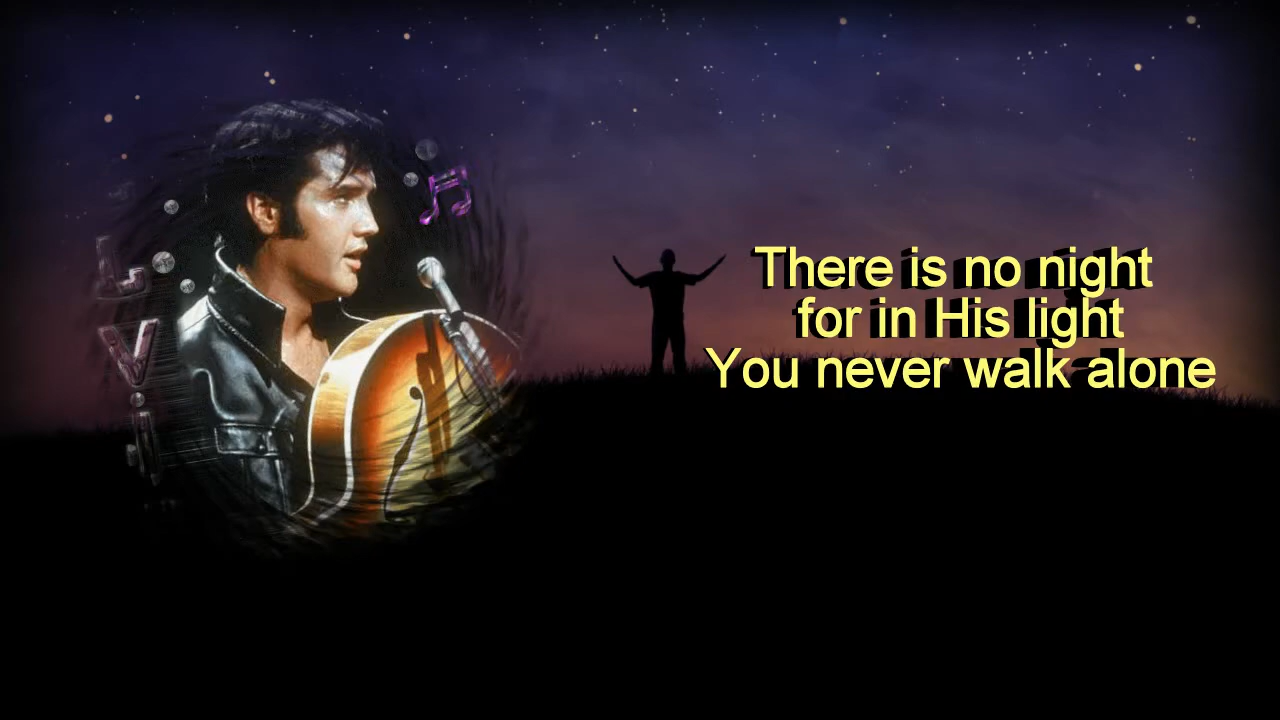 L
V
i
There is no night
for in His light
You never walk alone